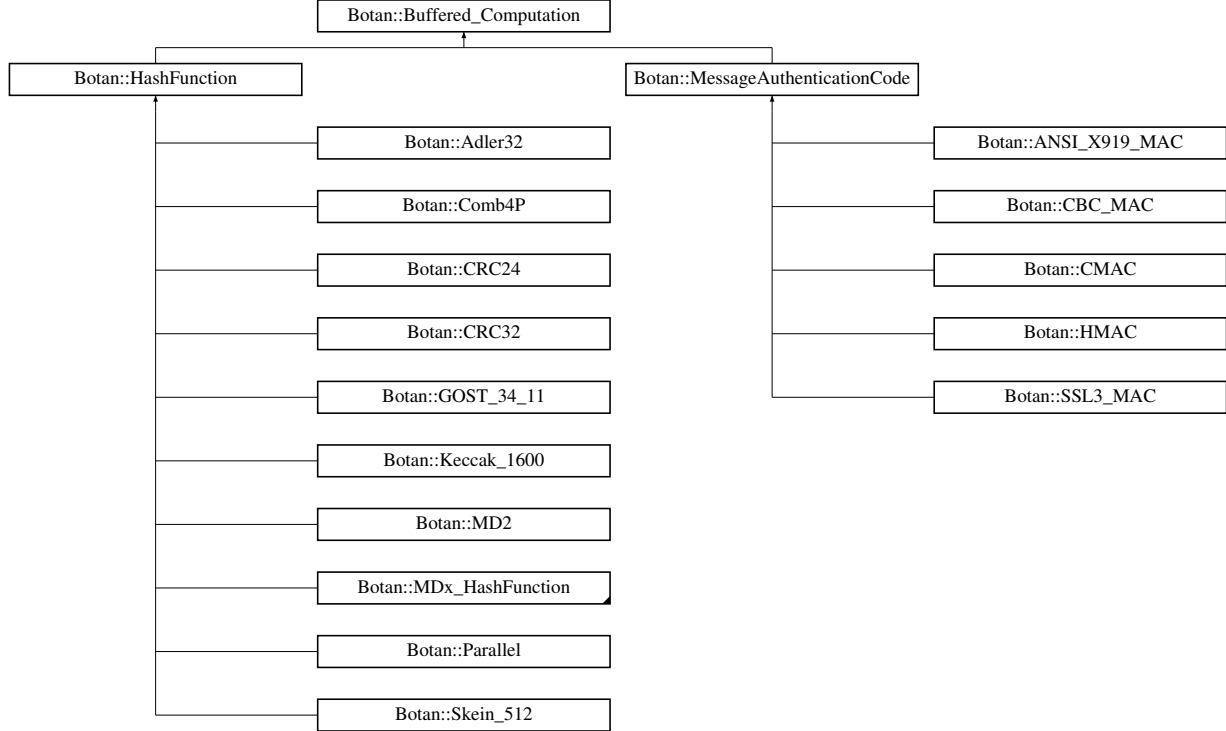 Botan::Buffered_Computation
Botan::HashFunction
Botan::MessageAuthenticationCode
Botan::Adler32
Botan::ANSI_X919_MAC
Botan::Comb4P
Botan::CBC_MAC
Botan::CRC24
Botan::CMAC
Botan::CRC32
Botan::HMAC
Botan::GOST_34_11
Botan::SSL3_MAC
Botan::Keccak_1600
Botan::MD2
Botan::MDx_HashFunction
Botan::Parallel
Botan::Skein_512